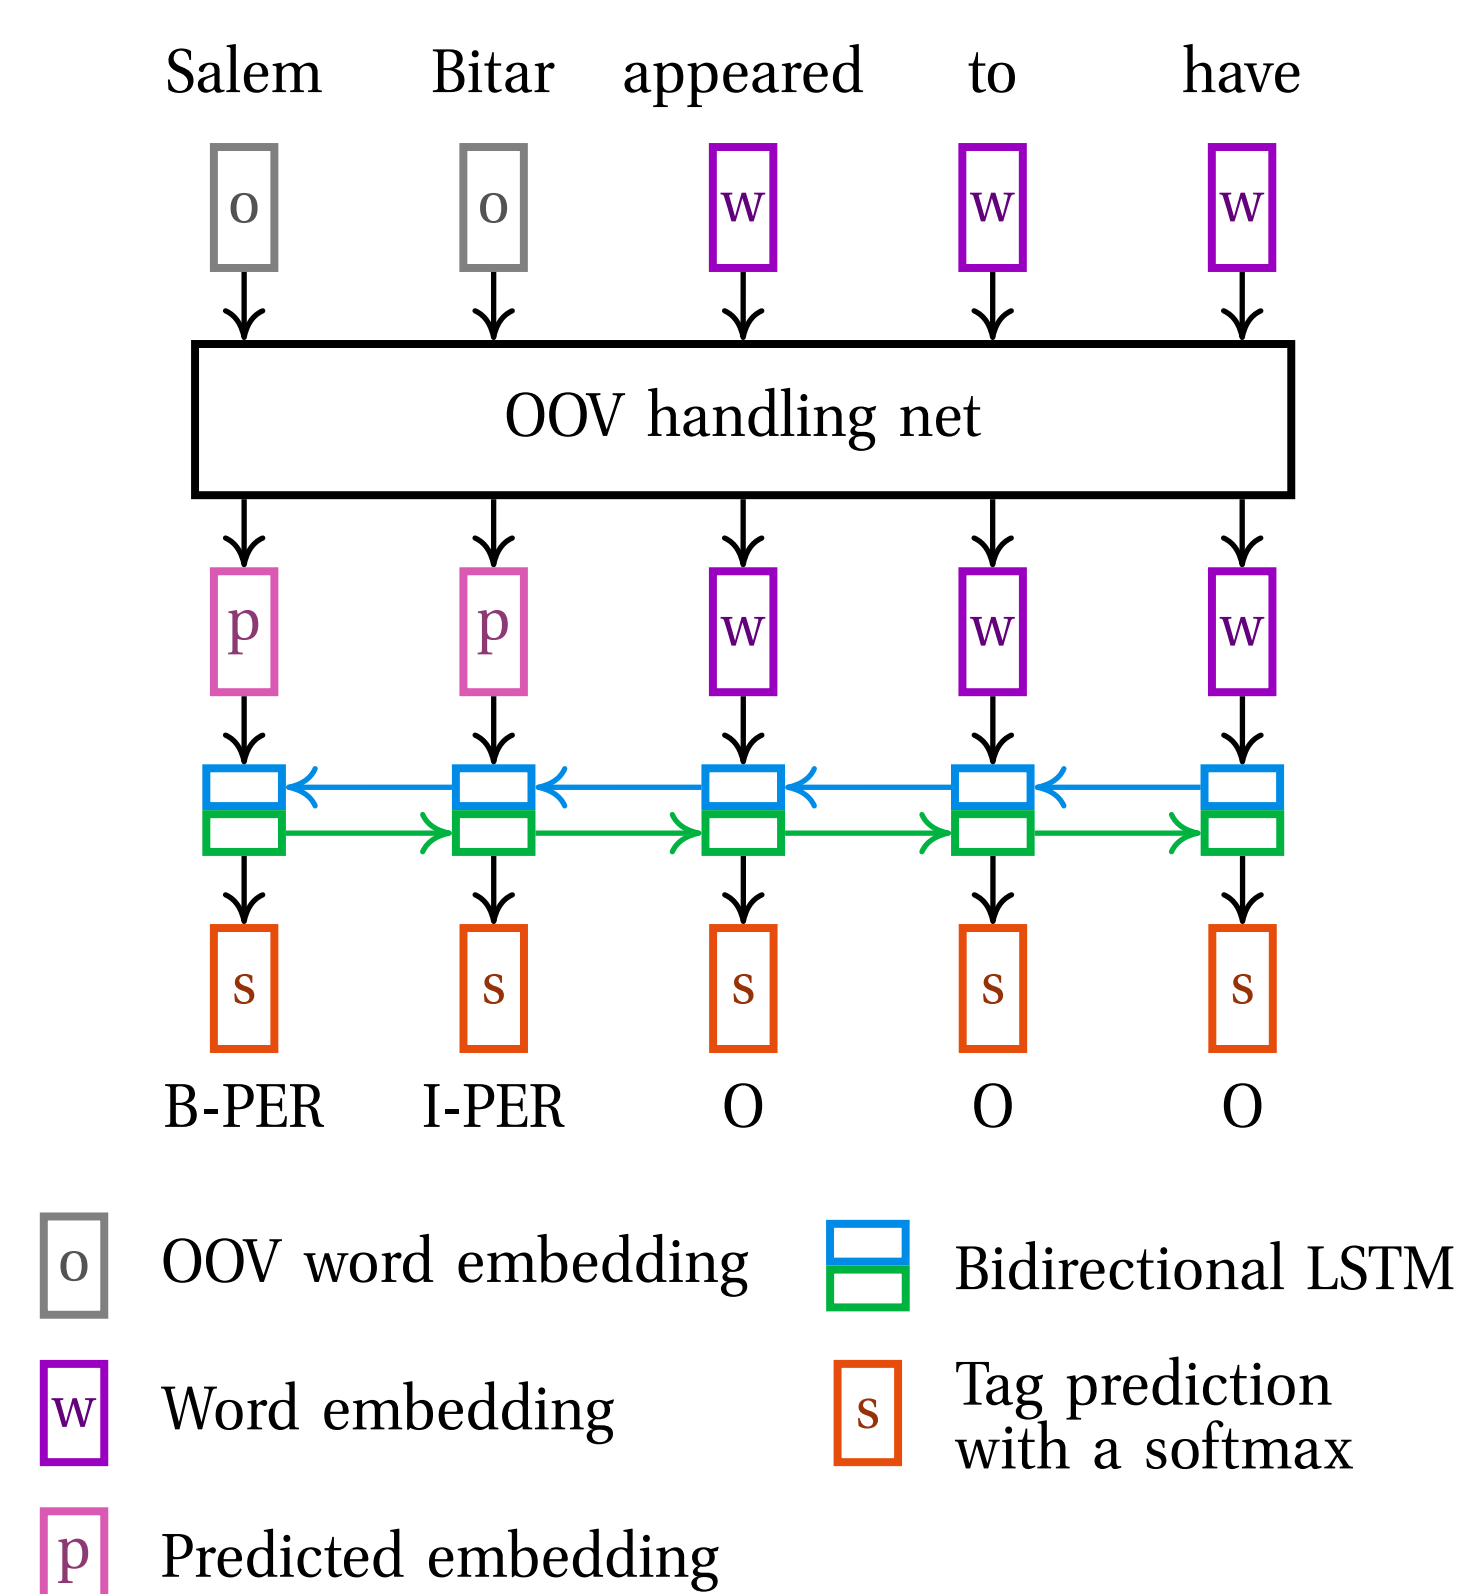 Salem Bitar appeared to have
o o w w w
OOV handling net
p p w w w
s s s s s
B-PER I-PER O O O
o OOV word embedding
Bidirectional LSTM
w Word embedding
s Tag prediction
with a softmax
p Predicted embedding